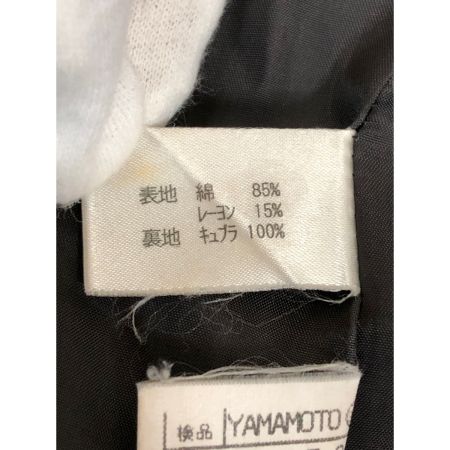 表地 綿 85%
レーヨン 15%
裏地 キュプラ 100%
検品 YAMAMOTO